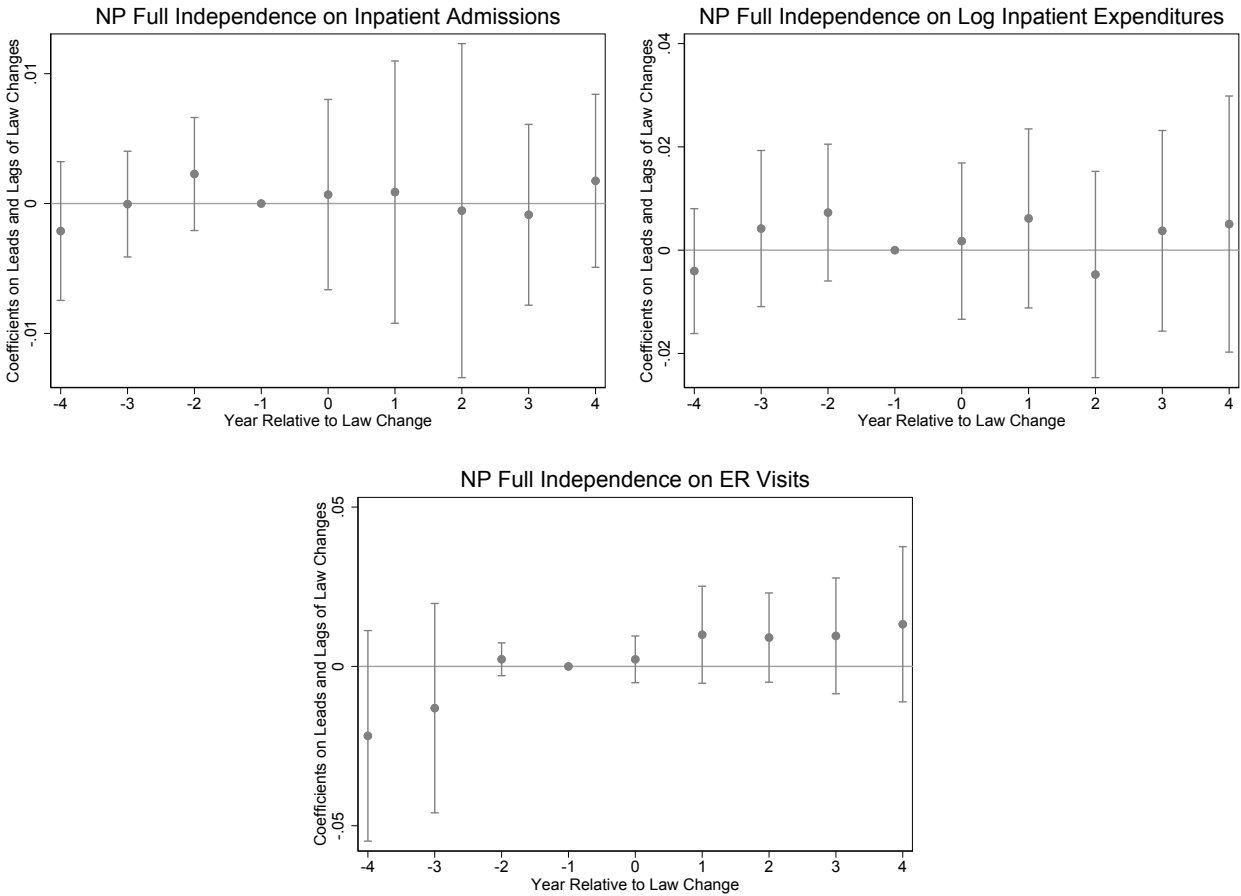 NP Full Independence on Inpatient Admissions
Coefficients on Leads and Lags of Law Changes
.01
0
-.01
-4 -3 -2 -1 0 1 2 3 4
Year Relative to Law Change
NP Full Independence on Log Inpatient Expenditures
Coefficients on Leads and Lags of Law Changes
.04
.02
0
-.02
-4 -3 -2 -1 0 1 2 3 4
Year Relative to Law Change
NP Full Independence on ER Visits
Coefficients on Leads and Lags of Law Changes
.05
0
-.05
-4 -3 -2 -1 0 1 2 3 4
Year Relative to Law Change